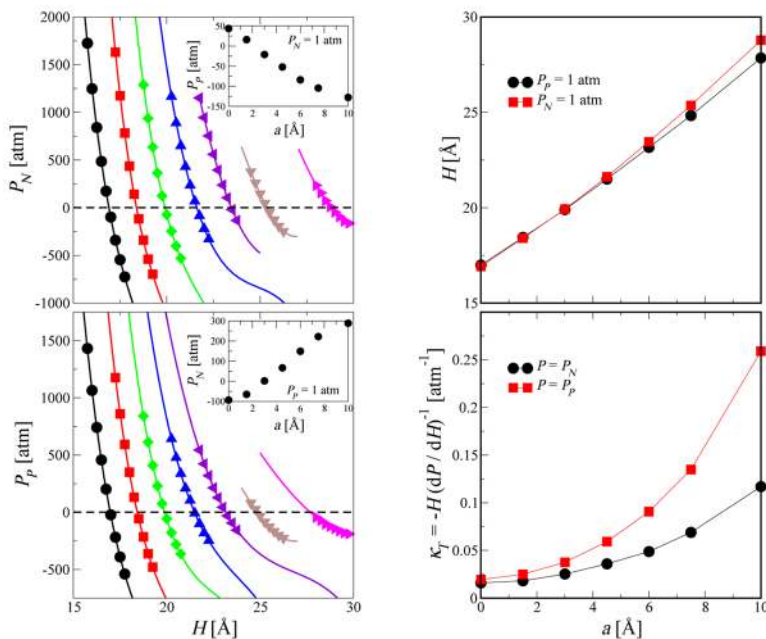 2000
1500
1000
500
0
-500
-1000
P_N [atm]
50
0
-50
-100
-150
P_P [atm]
P_N = 1 atm
0 2 4 6 8 10
a [Å]
1500
1000
500
0
-500
P_P [atm]
300
200
100
0
-100
P_N [atm]
P_P = 1 atm
0 2 4 6 8 10
a [Å]
15 20 25 30
H [Å]
30
25
20
15
H [Å]
P_P = 1 atm
P_N = 1 atm
0.25
0.2
0.15
0.1
0.05
0
κ_T = -H (dP / dH)^-1 [atm^-1]
P = P_N
P = P_P
0 2 4 6 8 10
a [Å]